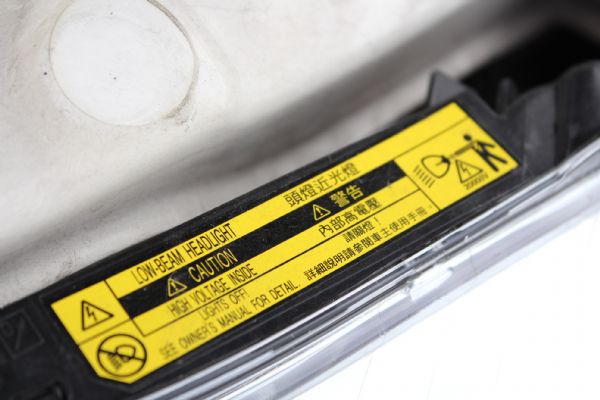 LOW-BEAM HEADLIGHT 頭燈近光燈
CAUTION 警告
HIGH VOLTAGE INSIDE 內部高電壓
LIGHTS OFF! 請關燈!
SEE OWNER'S MANUAL FOR DETAIL. 詳細說明請參閱車主使用手冊。
20000V